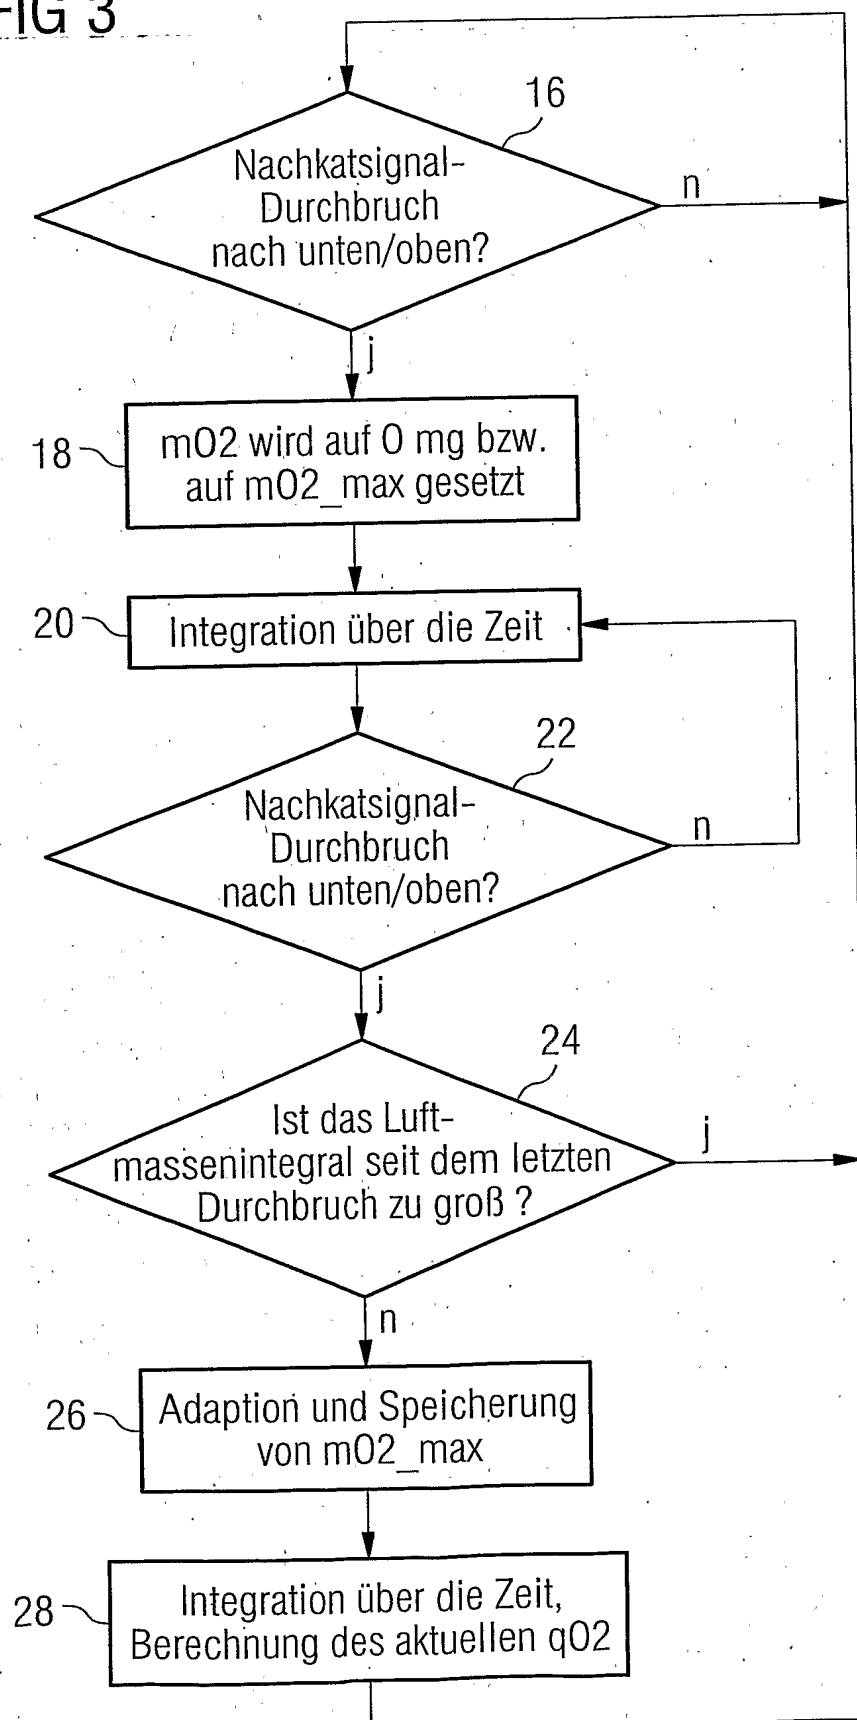 FIG 3
16
Nachkatsignal-
Durchbruch
nach unten/oben?
n
j
18
mO2 wird auf 0 mg bzw.
auf mO2_max gesetzt
20
Integration über die Zeit
22
Nachkatsignal-
Durchbruch
nach unten/oben?
n
j
24
Ist das Luft-
massenintegral seit dem letzten
Durchbruch zu groß ?
j
n
26
Adaption und Speicherung
von mO2_max
28
Integration über die Zeit,
Berechnung des aktuellen qO2